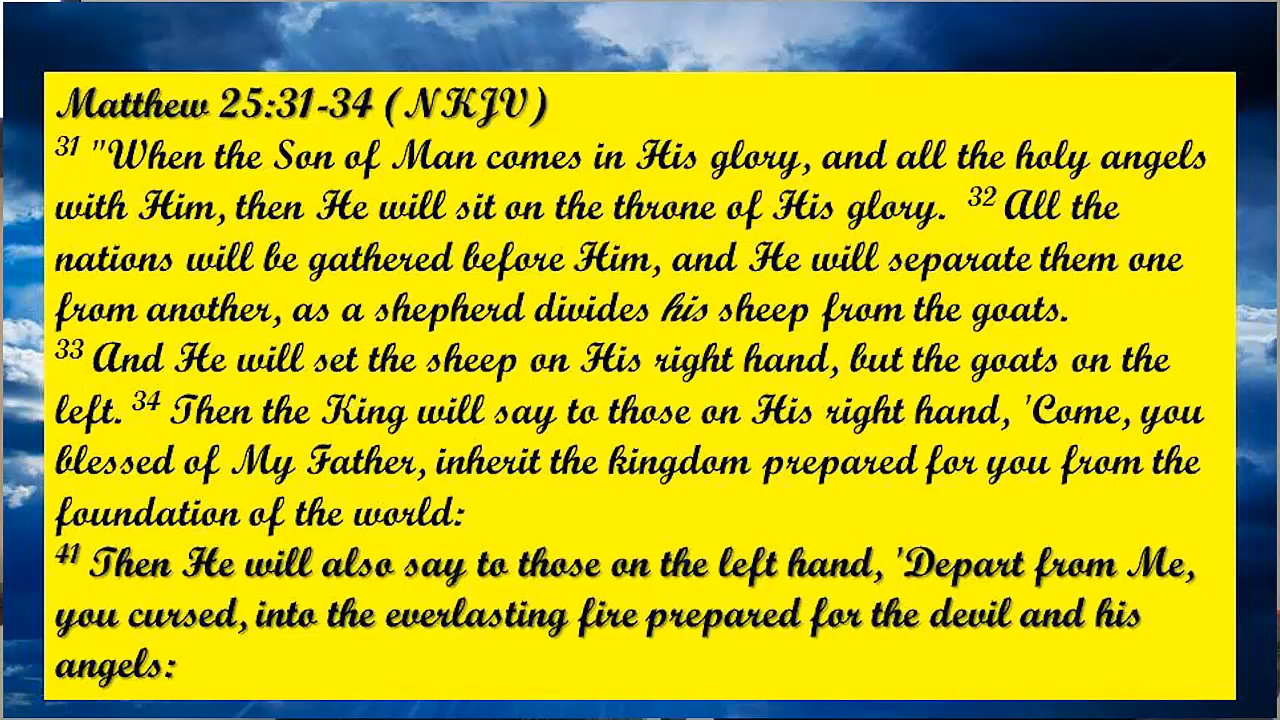 Matthew 25:31-34 (NKJV)
31 "When the Son of Man comes in His glory, and all the holy angels
with Him, then He will sit on the throne of His glory. 32 All the
nations will be gathered before Him, and He will separate them one
from another, as a shepherd divides his sheep from the goats.
33 And He will set the sheep on His right hand, but the goats on the
left. 34 Then the King will say to those on His right hand, 'Come, you
blessed of My Father, inherit the kingdom prepared for you from the
foundation of the world:
41 Then He will also say to those on the left hand, 'Depart from Me,
you cursed, into the everlasting fire prepared for the devil and his
angels: